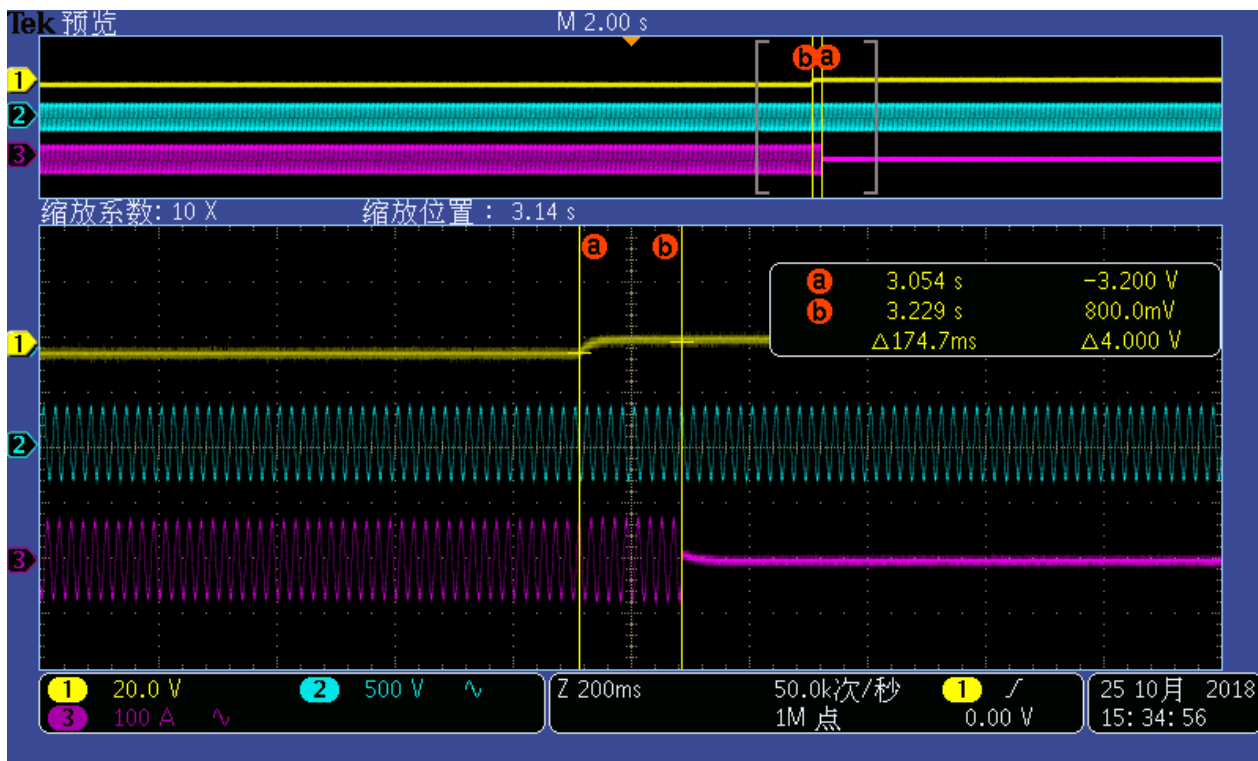 Tek 预览 M 2.00 s
b a
1
2
3
缩放系数: 10 X 缩放位置： 3.14 s
a b
a 3.054 s −3.200 V
b 3.229 s 800.0mV
△174.7ms △4.000 V
1
2
3
1 20.0 V 2 500 V
3 100 A
Z 200ms 50.0k次/秒 1 0.00 V
1M 点
25 10月 2018
15:34:56